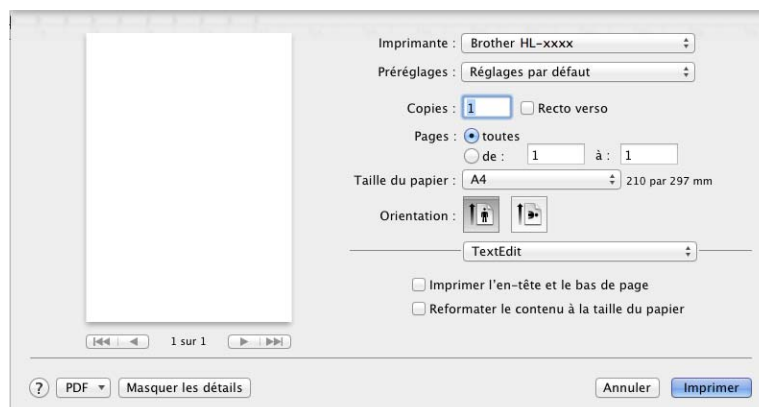 Imprimante : Brother HL-xxxx
Préréglages : Réglages par défaut
Copies : 1 Recto verso
Pages : toutes
de : 1 à : 1
Taille du papier : A4 210 par 297 mm
Orientation :
TextEdit
Imprimer l'en-tête et le bas de page
Reformater le contenu à la taille du papier
1 sur 1
? PDF Masquer les détails Annuler Imprimer